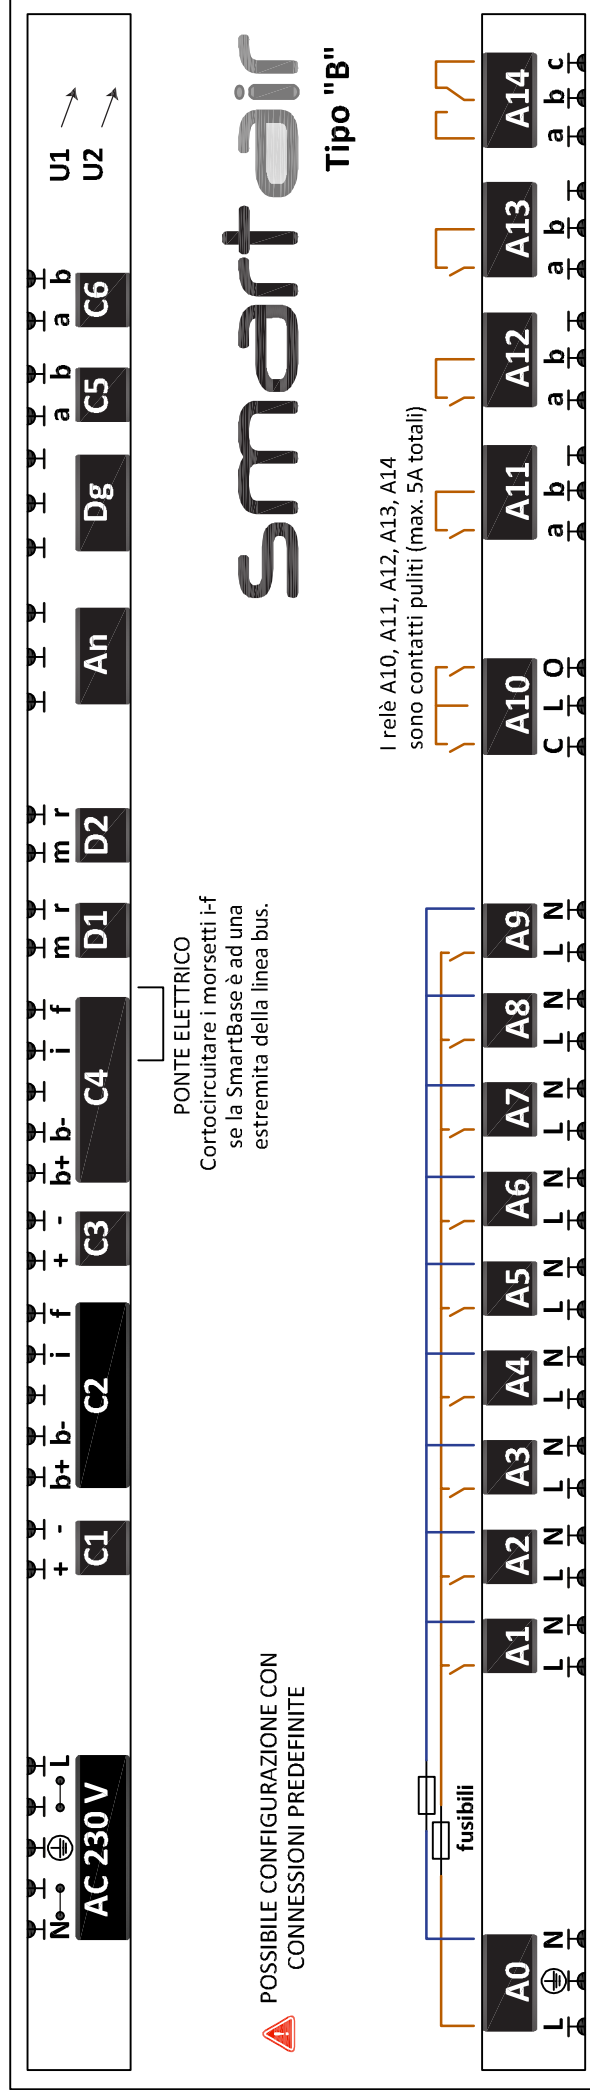 N L + - b+ b- i f + - b+ b- i f m r m r a b a b U1
AC 230 V C1 C2 C3 C4 D1 D2 An Dg C5 C6 U2
PONTE ELETTRICO
Cortocircuitare i morsetti i-f
se la SmartBase è ad una
estremita della linea bus.
POSSIBILE CONFIGURAZIONE CON
CONNESSIONI PREDEFINITE
smartair
Tipo "B"
I relè A10, A11, A12, A13, A14
sono contatti puliti (max. 5A totali)
fusibili
A0 A1 A2 A3 A4 A5 A6 A7 A8 A9 A10 A11 A12 A13 A14
L N L N L N L N L N L N L N L N L N L N C L O a b a b a b a b c